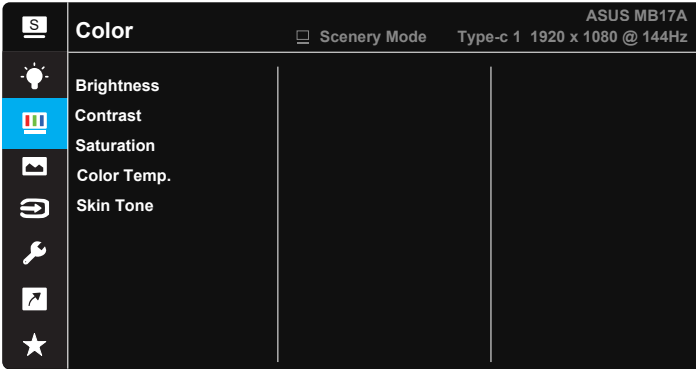 S
Color
ASUS MB17A
Scenery Mode Type-c 1 1920 x 1080 @ 144Hz
Brightness
Contrast
Saturation
Color Temp.
Skin Tone